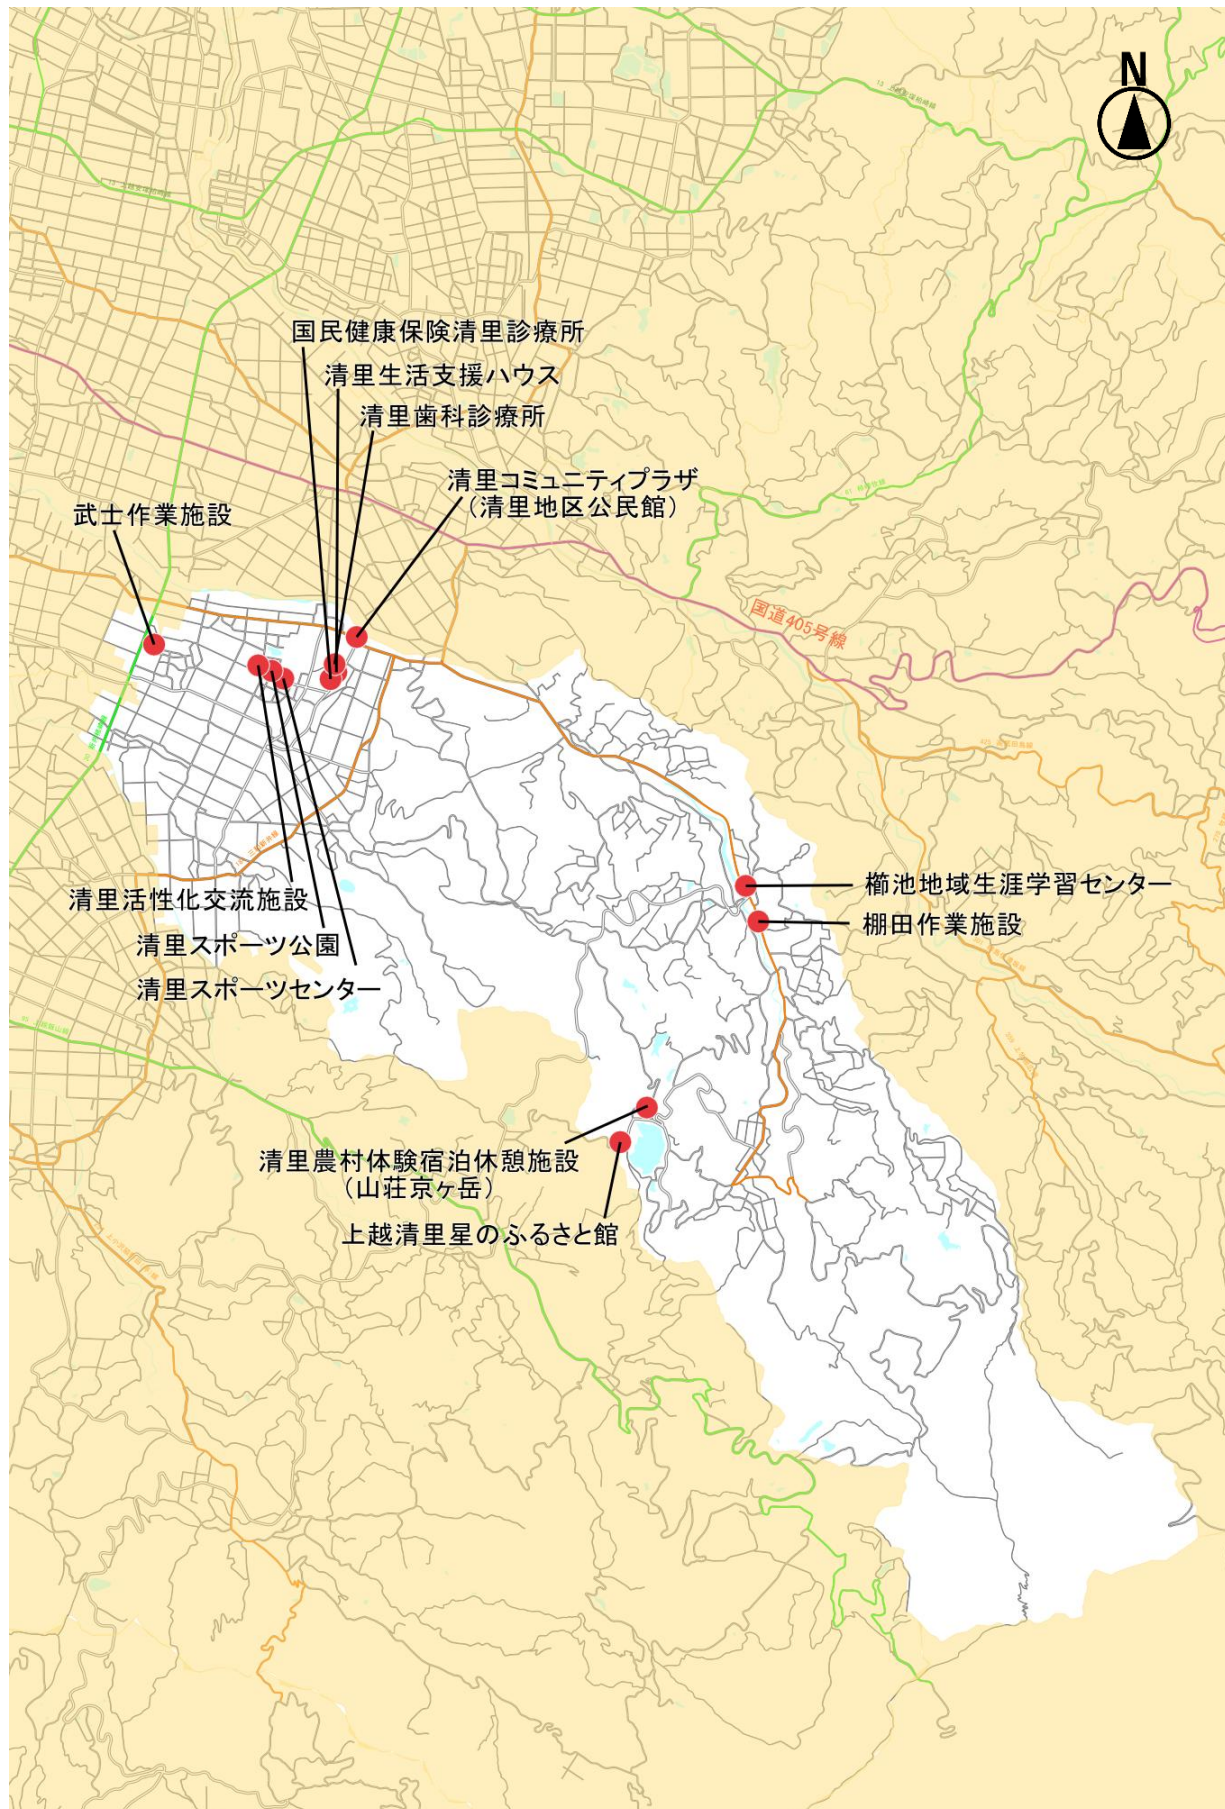 N
国民健康保険清里診療所
清里生活支援ハウス
清里歯科診療所
清里コミュニティプラザ
(清里地区公民館)
武士作業施設
国道405号線
清里活性化交流施設
清里スポーツ公園
清里スポーツセンター
櫛池地域生涯学習センター
棚田作業施設
清里農村体験宿泊休憩施設
(山荘京ヶ岳)
上越清里星のふるさと館